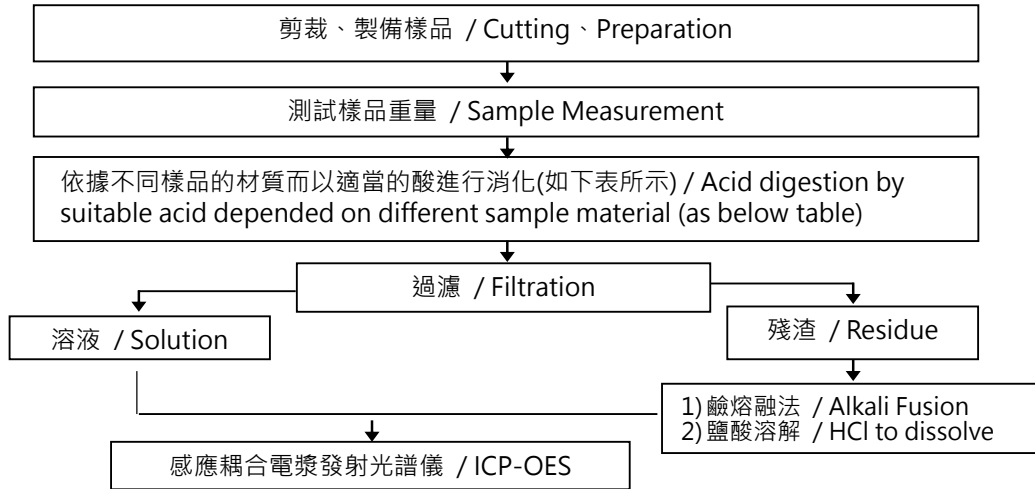 剪裁、製備樣品 / Cutting、Preparation
測試樣品重量 / Sample Measurement
依據不同樣品的材質而以適當的酸進行消化(如下表所示) / Acid digestion by
suitable acid depended on different sample material (as below table)
過濾 / Filtration
溶液 / Solution
殘渣 / Residue
1) 鹼熔融法 / Alkali Fusion
2) 鹽酸溶解 / HCl to dissolve
感應耦合電漿發射光譜儀 / ICP-OES